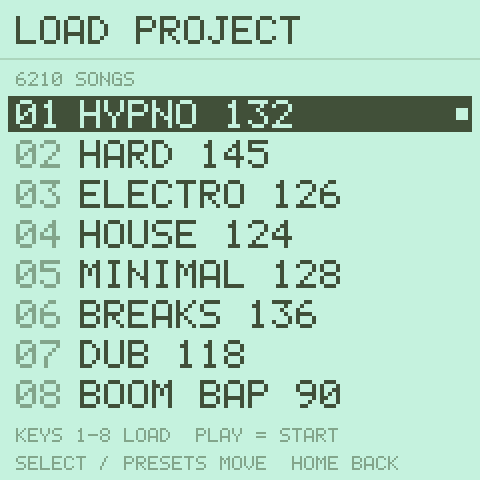 LOAD PROJECT
6210 SONGS
01 HYPNO 132
02 HARD 145
03 ELECTRO 126
04 HOUSE 124
05 MINIMAL 128
06 BREAKS 136
07 DUB 118
08 BOOM BAP 90
KEYS 1-8 LOAD  PLAY = START
SELECT / PRESETS MOVE  HOME BACK